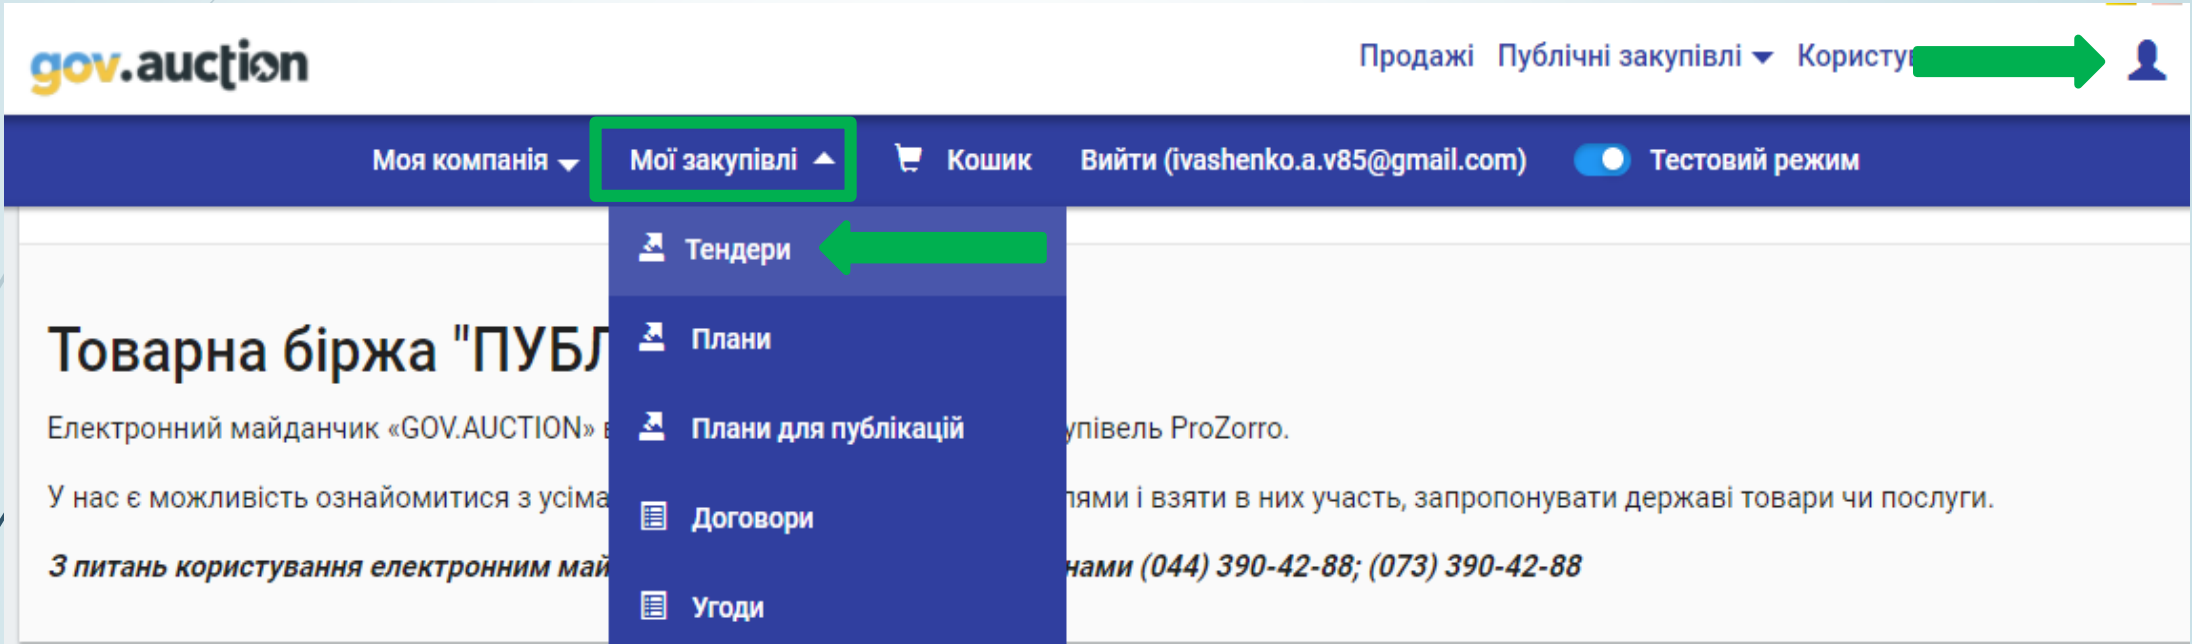 gov.auction
Продажі Публічні закупівлі
Моя компанія Мої закупівлі Кошик Вийти (ivashenko.a.v85@gmail.com) Тестовий режим
Тендери
Плани
Плани для публікацій
Договори
Угоди
Товарна біржа "ПУБЛ
Електронний майданчик «GOV.AUCTION» в упівель ProZorro.
У нас є можливість ознайомитися з усіма лями і взяти в них участь, запропонувати державі товари чи послуги.
З питань користування електронним май нами (044) 390-42-88; (073) 390-42-88